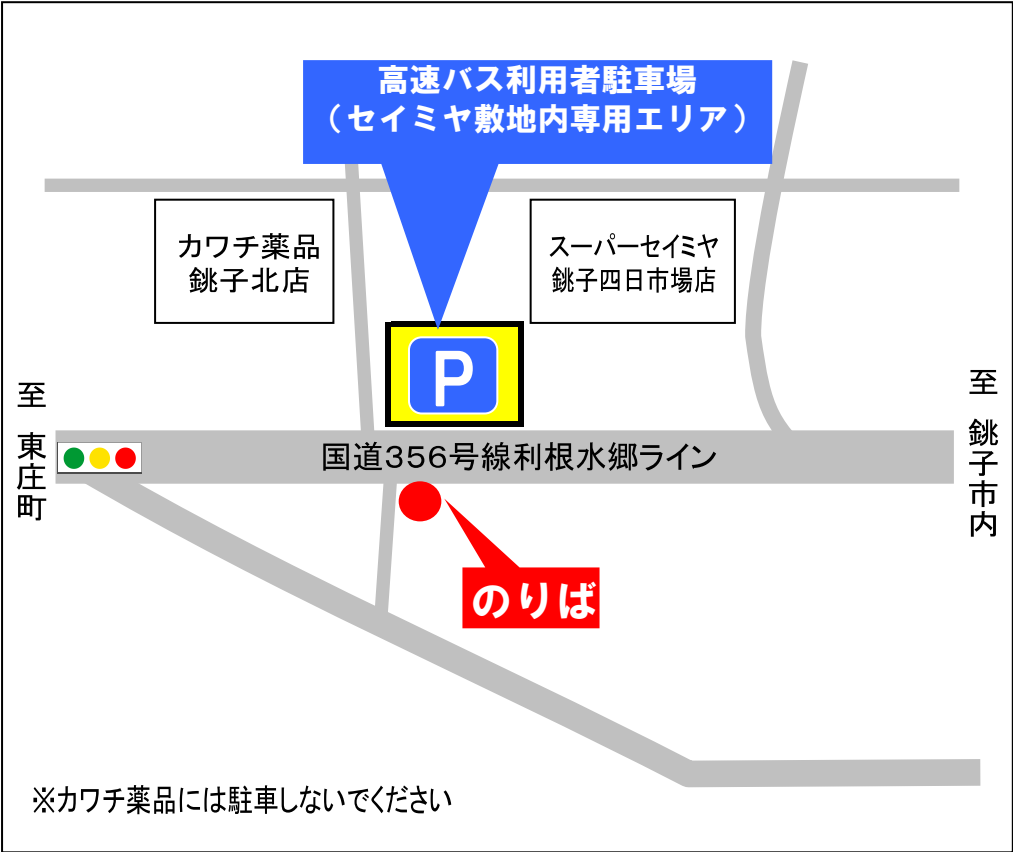 高速バス利用者駐車場
（セイミヤ敷地内専用エリア）
カワチ薬品
銚子北店
スーパーセイミヤ
銚子四日市場店
P
至 東庄町
至 銚子市内
国道356号線利根水郷ライン
のりば
※カワチ薬品には駐車しないでください